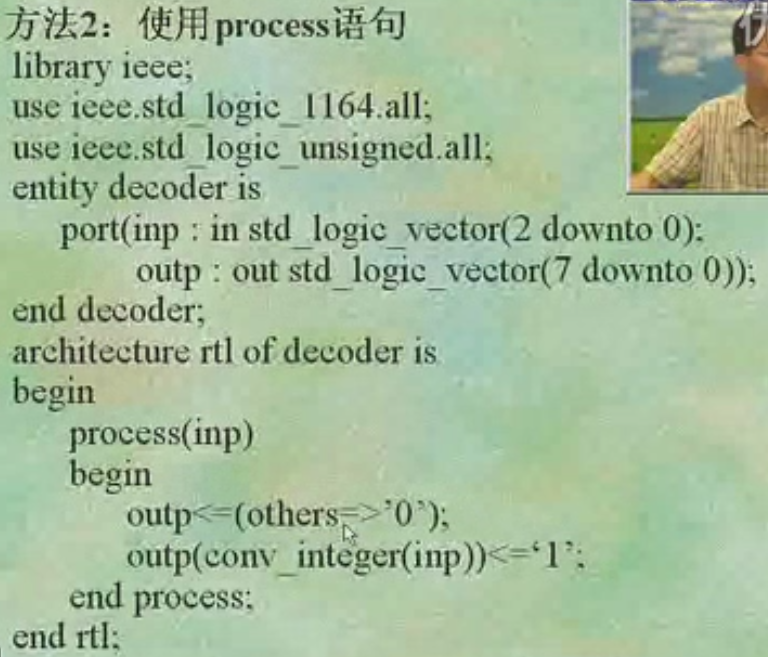 方法2：使用process语句
library ieee;
use ieee.std_logic_1164.all;
use ieee.std_logic_unsigned.all;
entity decoder is
port(inp : in std_logic_vector(2 downto 0);
outp : out std_logic_vector(7 downto 0));
end decoder;
architecture rtl of decoder is
begin
process(inp)
begin
outp<=(others=>’0’);
outp(conv_integer(inp))<=‘1’;
end process;
end rtl;